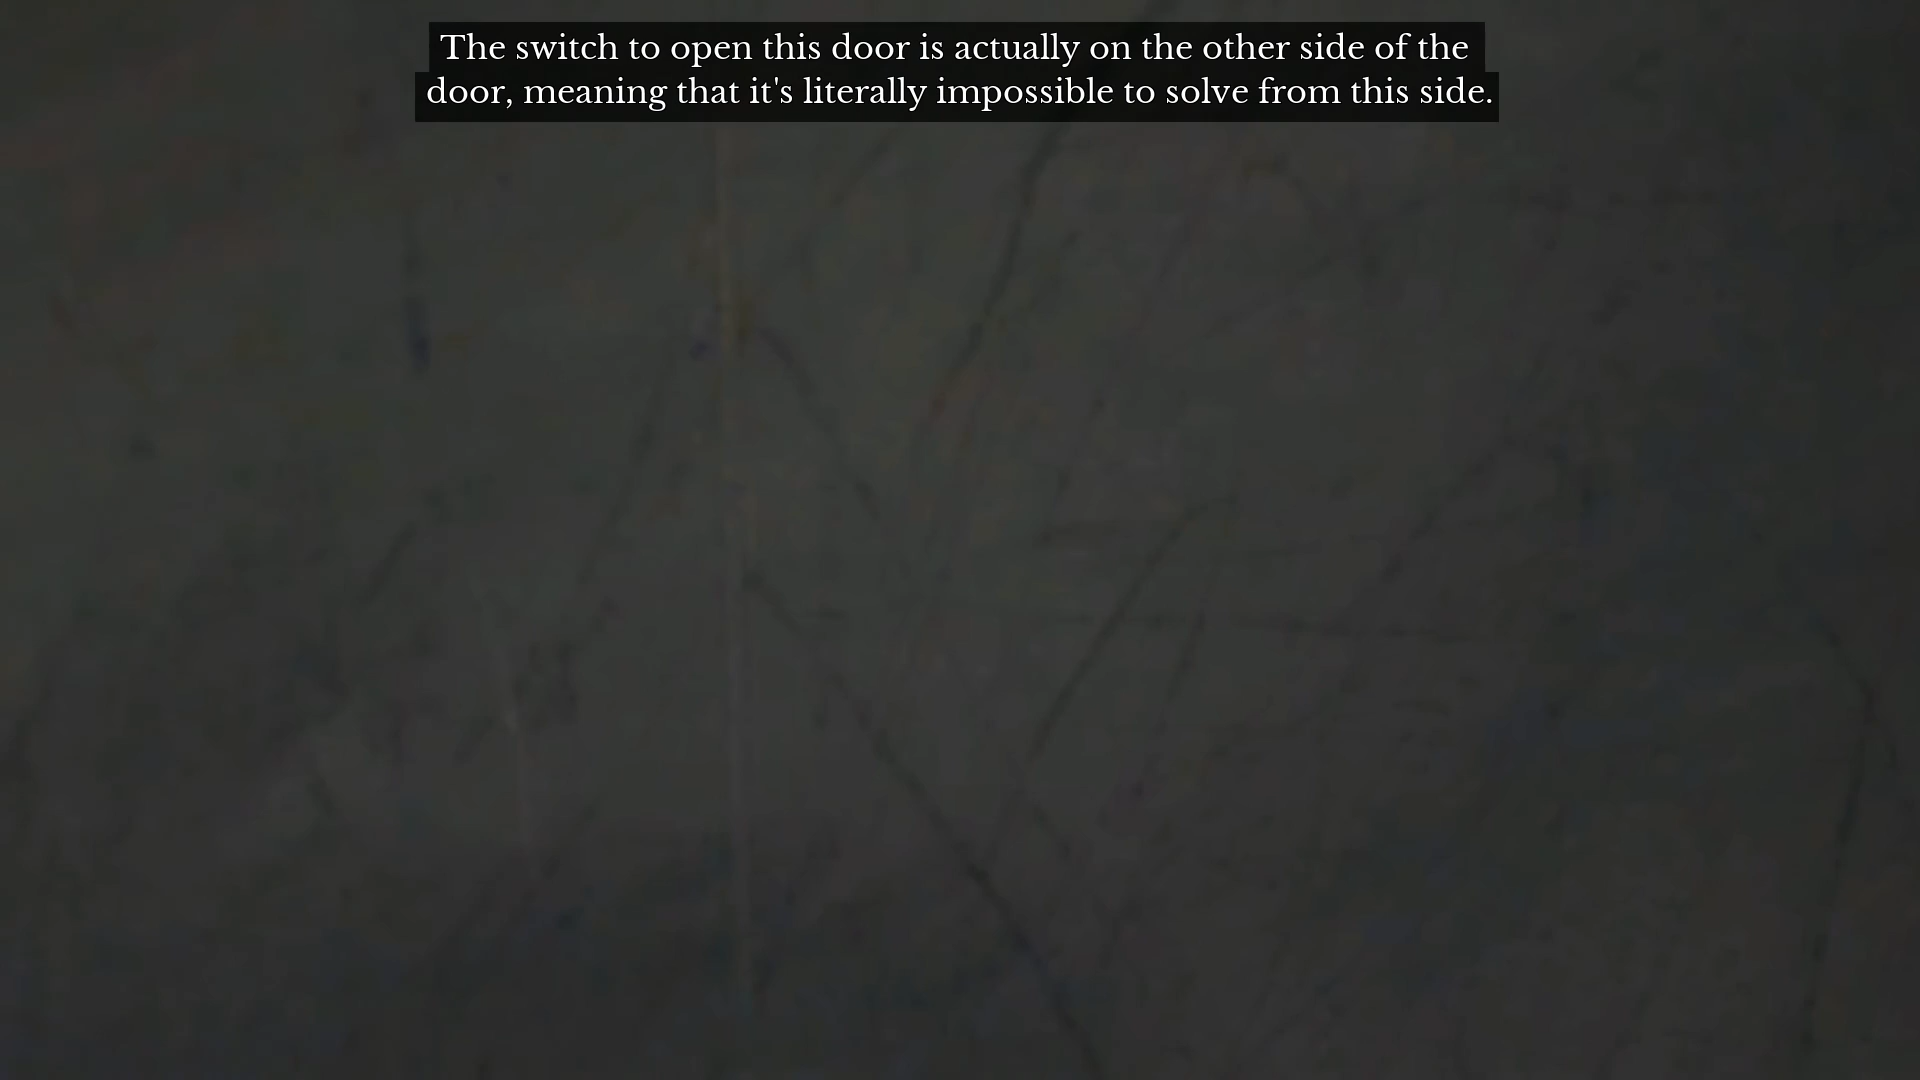 The switch to open this door is actually on the other side of the
door, meaning that it's literally impossible to solve from this side.